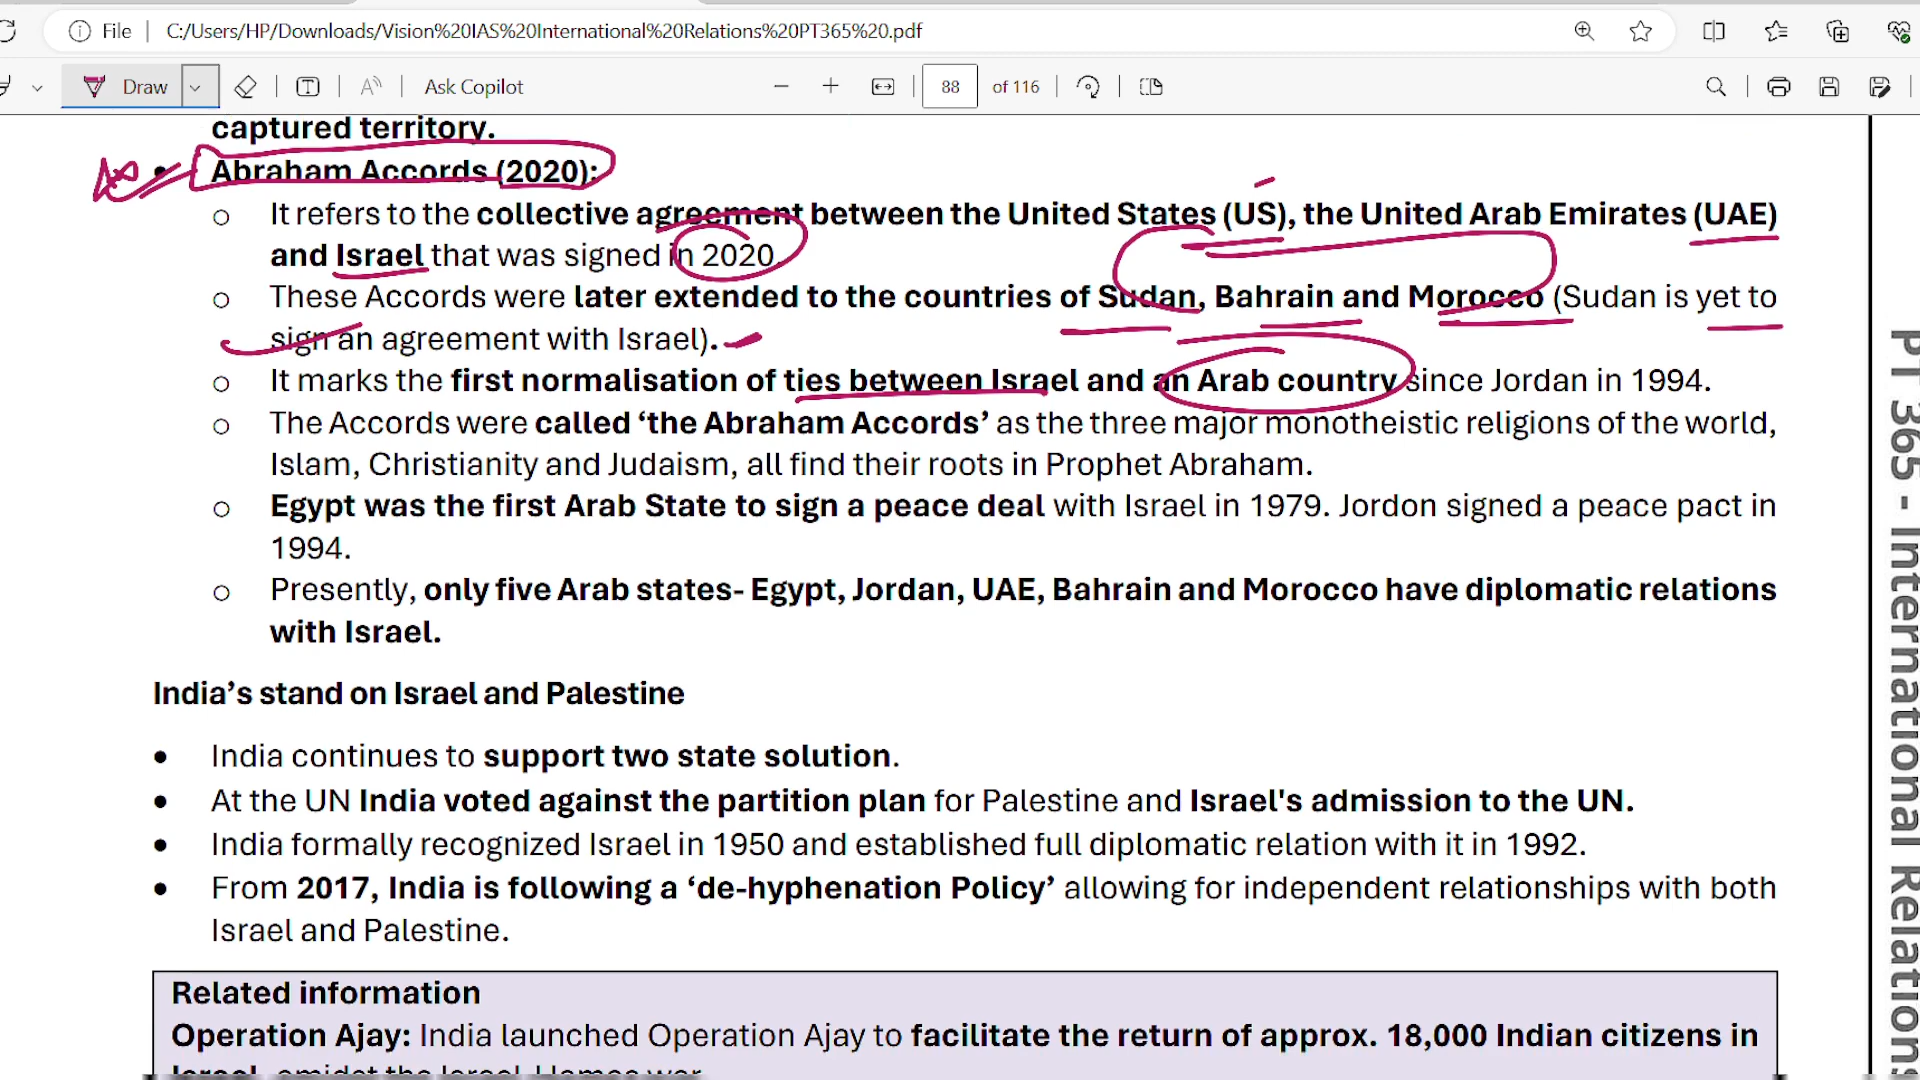 File
C:/Users/HP/Downloads/Vision%20IAS%20International%20Relations%20PT365%20.pdf
Draw
Ask Copilot
88 of 116
captured territory.
• Abraham Accords (2020):
o It refers to the collective agreement between the United States (US), the United Arab Emirates (UAE)
and Israel that was signed in 2020.
o These Accords were later extended to the countries of Sudan, Bahrain and Morocco (Sudan is yet to
sign an agreement with Israel).
o It marks the first normalisation of ties between Israel and an Arab country since Jordan in 1994.
o The Accords were called ‘the Abraham Accords’ as the three major monotheistic religions of the world,
Islam, Christianity and Judaism, all find their roots in Prophet Abraham.
o Egypt was the first Arab State to sign a peace deal with Israel in 1979. Jordon signed a peace pact in
1994.
o Presently, only five Arab states- Egypt, Jordan, UAE, Bahrain and Morocco have diplomatic relations
with Israel.
India’s stand on Israel and Palestine
• India continues to support two state solution.
• At the UN India voted against the partition plan for Palestine and Israel's admission to the UN.
• India formally recognized Israel in 1950 and established full diplomatic relation with it in 1992.
• From 2017, India is following a ‘de-hyphenation Policy’ allowing for independent relationships with both
Israel and Palestine.
Related information
Operation Ajay: India launched Operation Ajay to facilitate the return of approx. 18,000 Indian citizens in
Israel, amidst the Israel-Hamas war.
PT 365 - International Relations